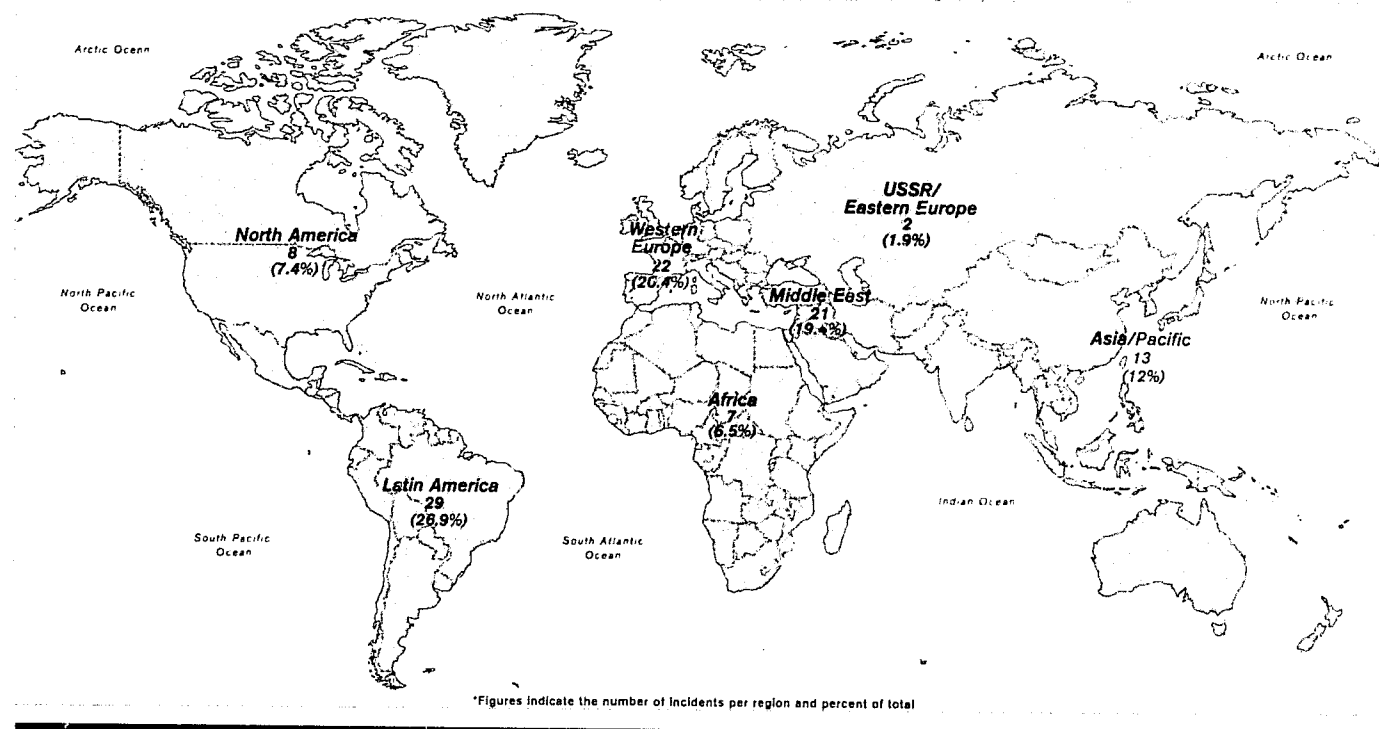 Arctic Ocean
Arctic Ocean
USSR/
Eastern Europe
2
(1.9%)
North America
8
(7.4%)
Western
Europe
22
(20.4%)
North Pacific
Ocean
North Atlantic
Ocean
Middle East
21
(19.4%)
North Pacific
Ocean
Asia/Pacific
13
(12%)
Africa
7
(6.5%)
Latin America
29
(26.9%)
Indian Ocean
South Pacific
Ocean
South Atlantic
Ocean
*Figures indicate the number of incidents per region and percent of total